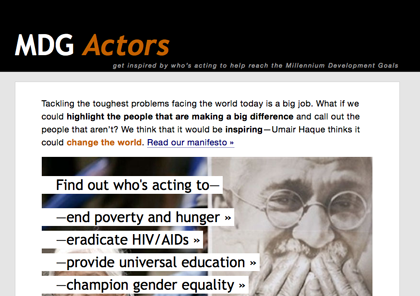 MDG Actors
get inspired by who's acting to help reach the Millennium Development Goals
Tackling the toughest problems facing the world today is a big job. What if we
could highlight the people that are making a big difference and call out the
people that aren't? We think that it would be inspiring—Umair Haque thinks it
could change the world. Read our manifesto »
Find out who's acting to—
—end poverty and hunger »
—eradicate HIV/AIDs »
—provide universal education »
—champion gender equality »